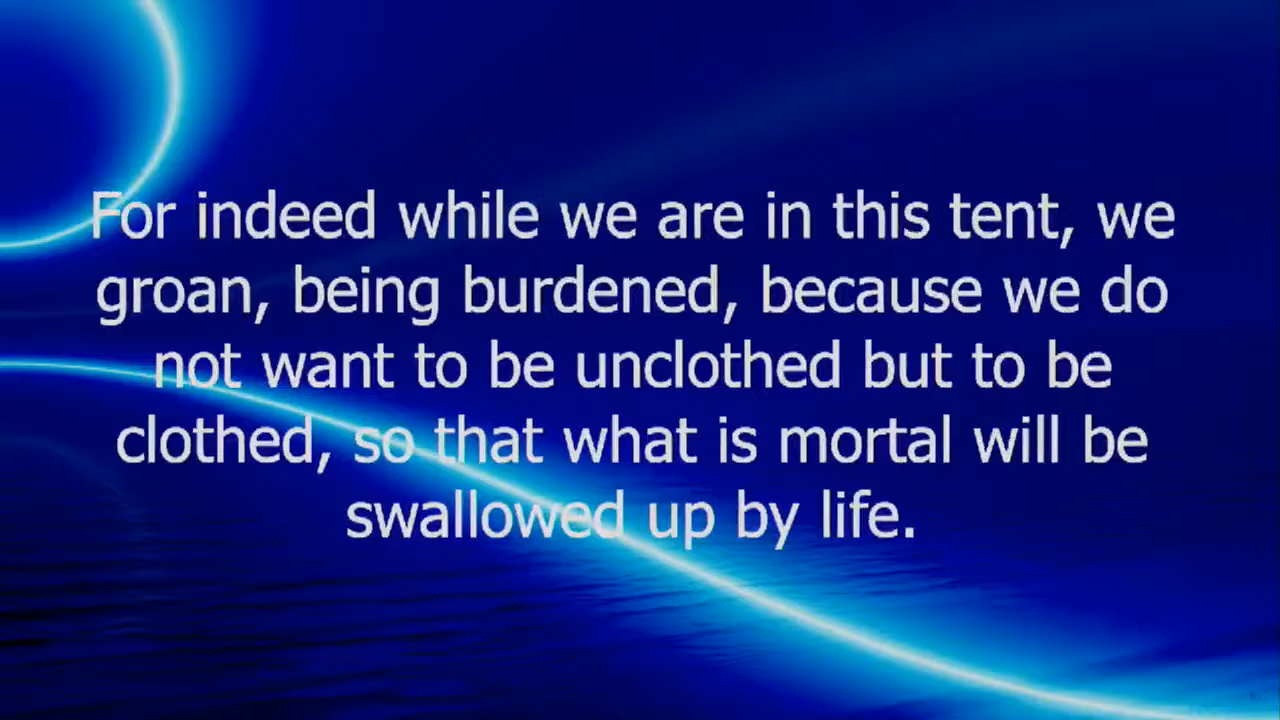 For indeed while we are in this tent, we
groan, being burdened, because we do
not want to be unclothed but to be
clothed, so that what is mortal will be
swallowed up by life.